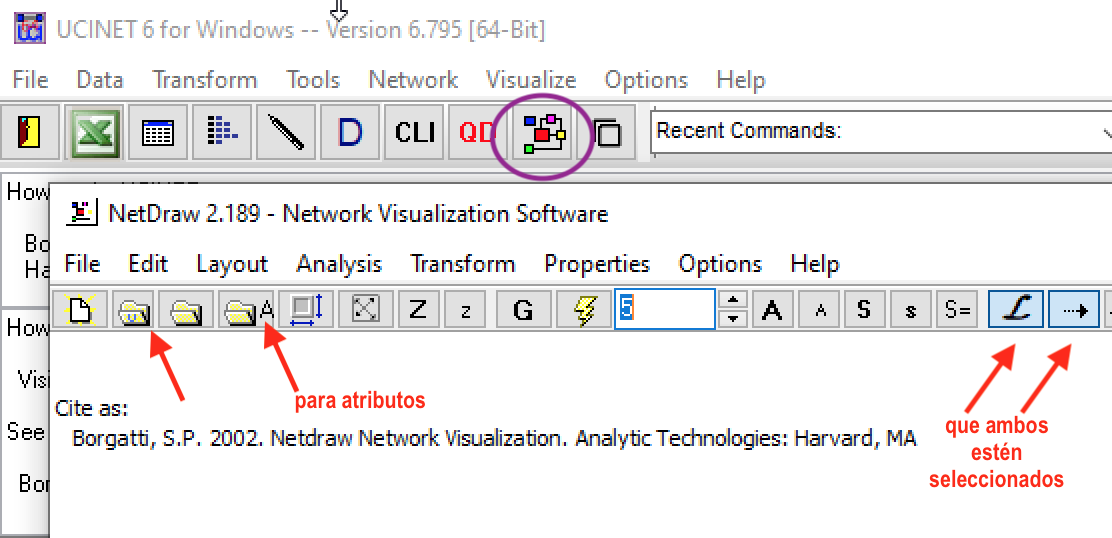 UCINET 6 for Windows -- Version 6.795 [64-Bit]
File Data Transform Tools Network Visualize Options Help
D CLI QD Recent Commands:
How
Bo
Ha
NetDraw 2.189 - Network Visualization Software
File Edit Layout Analysis Transform Properties Options Help
U A Z z G 5 A A S s S= L
How
Visi
See
Bor
para atributos
Cite as:
Borgatti, S.P. 2002. Netdraw Network Visualization. Analytic Technologies: Harvard, MA
que ambos
estén
seleccionados